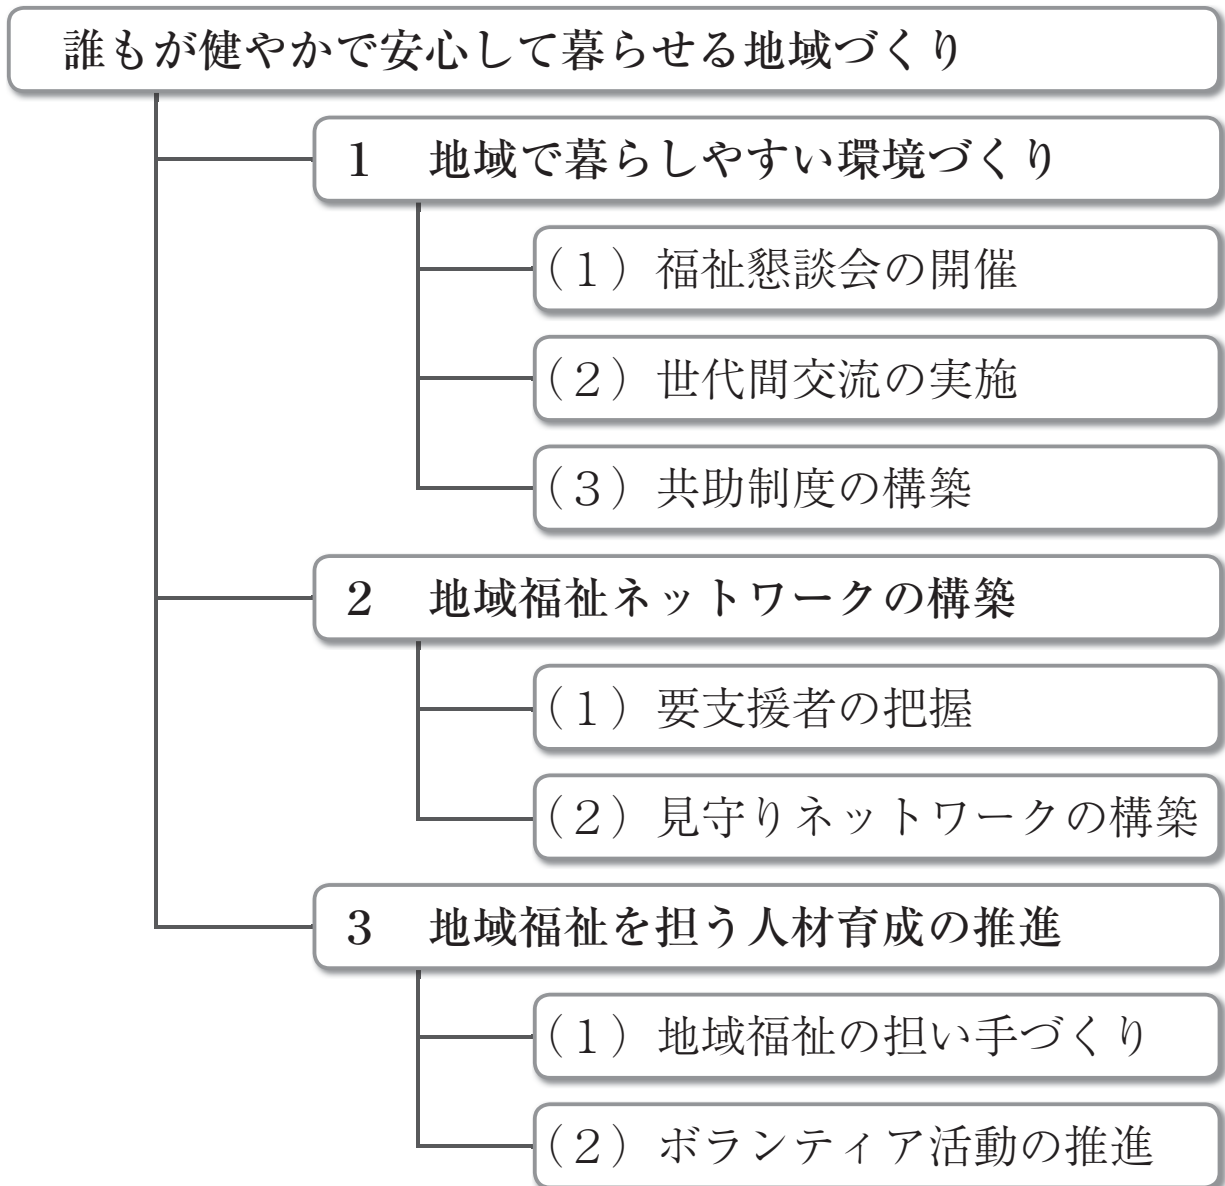 誰もが健やかで安心して暮らせる地域づくり
1　地域で暮らしやすい環境づくり
（1）福祉懇談会の開催
（2）世代間交流の実施
（3）共助制度の構築
2　地域福祉ネットワークの構築
（1）要支援者の把握
（2）見守りネットワークの構築
3　地域福祉を担う人材育成の推進
（1）地域福祉の担い手づくり
（2）ボランティア活動の推進